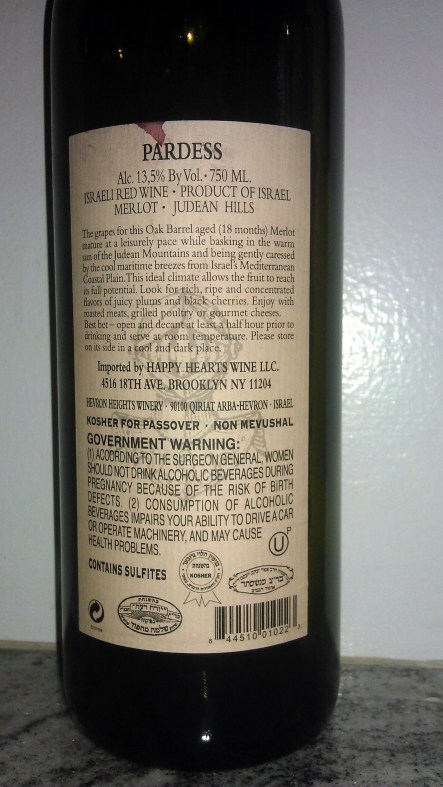 PARDESS
Alc. 13,5% By Vol. • 750 ML.
ISRAELI RED WINE • PRODUCT OF ISRAEL
MERLOT • JUDEAN HILLS
The grapes for this Oak Barrel aged (18 months) Merlot
mature at a leisurely pace while basking in the warm
sun of the Judean Mountains and being gently caressed
by the cool maritime breezes from Israel's Mediterranean
Coastal Plain. This ideal climate allows the fruit to reach
its full potential. Look for rich, ripe and concentrated
flavors of juicy plums and black cherries. Enjoy with
roasted meats, grilled poultry or gourmet cheeses.
Best bet – open and decant at least a half hour prior to
drinking and serve at room temperature. Please store
on its side in a cool and dark place.
Imported by HAPPY HEARTS WINE LLC.
4516 18TH AVE, BROOKLYN NY 11204
HEVRON HEIGHTS WINERY • 90100 QIRIAT ARBA-HEVRON • ISRAEL
KOSHER FOR PASSOVER • NON MEVUSHAL
GOVERNMENT WARNING:
(1) ACCORDING TO THE SURGEON GENERAL, WOMEN
SHOULD NOT DRINK ALCOHOLIC BEVERAGES DURING
PREGNANCY BECAUSE OF THE RISK OF BIRTH
DEFECTS. (2) CONSUMPTION OF ALCOHOLIC
BEVERAGES IMPAIRS YOUR ABILITY TO DRIVE A CAR
OR OPERATE MACHINERY, AND MAY CAUSE
HEALTH PROBLEMS.
U P
CONTAINS SULFITES
KOSHER
8 44510 01022